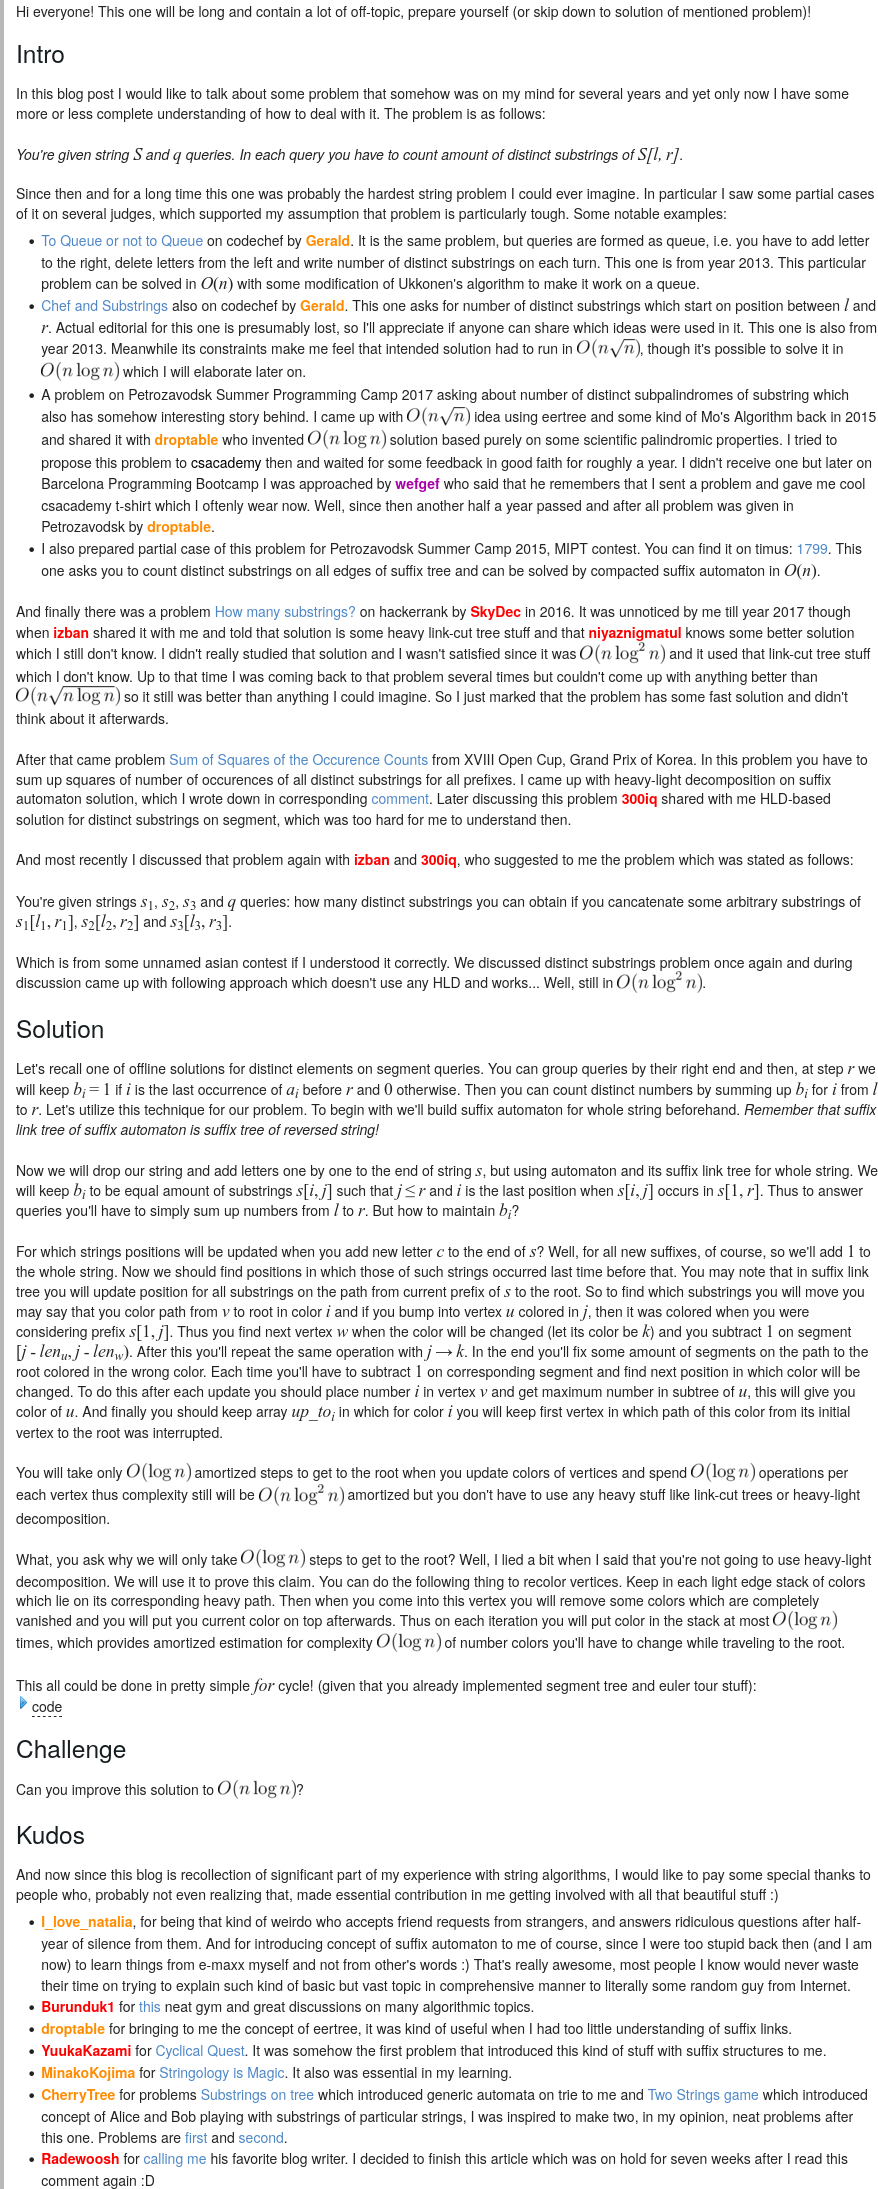 Hi everyone! This one will be long and contain a lot of off-topic, prepare yourself (or skip down to solution of mentioned problem)!
Intro
In this blog post I would like to talk about some problem that somehow was on my mind for several years and yet only now I have some
more or less complete understanding of how to deal with it. The problem is as follows:
You're given string S and q queries. In each query you have to count amount of distinct substrings of S[l, r].
Since then and for a long time this one was probably the hardest string problem I could ever imagine. In particular I saw some partial cases
of it on several judges, which supported my assumption that problem is particularly tough. Some notable examples:
• To Queue or not to Queue on codechef by Gerald. It is the same problem, but queries are formed as queue, i.e. you have to add letter
to the right, delete letters from the left and write number of distinct substrings on each turn. This one is from year 2013. This particular
problem can be solved in O(n) with some modification of Ukkonen's algorithm to make it work on a queue.
• Chef and Substrings also on codechef by Gerald. This one asks for number of distinct substrings which start on position between l and
r. Actual editorial for this one is presumably lost, so I'll appreciate if anyone can share which ideas were used in it. This one is also from
year 2013. Meanwhile its constraints make me feel that intended solution had to run in O(n√n), though it's possible to solve it in
O(n log n) which I will elaborate later on.
• A problem on Petrozavodsk Summer Programming Camp 2017 asking about number of distinct subpalindromes of substring which
also has somehow interesting story behind. I came up with O(n√n) idea using eertree and some kind of Mo's Algorithm back in 2015
and shared it with droptable who invented O(n log n) solution based purely on some scientific palindromic properties. I tried to
propose this problem to csacademy then and waited for some feedback in good faith for roughly a year. I didn't receive one but later on
Barcelona Programming Bootcamp I was approached by wefgef who said that he remembers that I sent a problem and gave me cool
csacademy t-shirt which I oftenly wear now. Well, since then another half a year passed and after all problem was given in
Petrozavodsk by droptable.
• I also prepared partial case of this problem for Petrozavodsk Summer Camp 2015, MIPT contest. You can find it on timus: 1799. This
one asks you to count distinct substrings on all edges of suffix tree and can be solved by compacted suffix automaton in O(n).
And finally there was a problem How many substrings? on hackerrank by SkyDec in 2016. It was unnoticed by me till year 2017 though
when izban shared it with me and told that solution is some heavy link-cut tree stuff and that niyaznigmatul knows some better solution
which I still don't know. I didn't really studied that solution and I wasn't satisfied since it was O(n log² n) and it used that link-cut tree stuff
which I don't know. Up to that time I was coming back to that problem several times but couldn't come up with anything better than
O(n√(n log n)) so it still was better than anything I could imagine. So I just marked that the problem has some fast solution and didn't
think about it afterwards.
After that came problem Sum of Squares of the Occurence Counts from XVIII Open Cup, Grand Prix of Korea. In this problem you have to
sum up squares of number of occurences of all distinct substrings for all prefixes. I came up with heavy-light decomposition on suffix
automaton solution, which I wrote down in corresponding comment. Later discussing this problem 300iq shared with me HLD-based
solution for distinct substrings on segment, which was too hard for me to understand then.
And most recently I discussed that problem again with izban and 300iq, who suggested to me the problem which was stated as follows:
You're given strings s₁, s₂, s₃ and q queries: how many distinct substrings you can obtain if you cancatenate some arbitrary substrings of
s₁[l₁, r₁], s₂[l₂, r₂] and s₃[l₃, r₃].
Which is from some unnamed asian contest if I understood it correctly. We discussed distinct substrings problem once again and during
discussion came up with following approach which doesn't use any HLD and works... Well, still in O(n log² n).
Solution
Let's recall one of offline solutions for distinct elements on segment queries. You can group queries by their right end and then, at step r we
will keep bᵢ = 1 if i is the last occurrence of aᵢ before r and 0 otherwise. Then you can count distinct numbers by summing up bᵢ for i from l
to r. Let's utilize this technique for our problem. To begin with we'll build suffix automaton for whole string beforehand. Remember that suffix
link tree of suffix automaton is suffix tree of reversed string!
Now we will drop our string and add letters one by one to the end of string s, but using automaton and its suffix link tree for whole string. We
will keep bᵢ to be equal amount of substrings s[i, j] such that j ≤ r and i is the last position when s[i, j] occurs in s[1, r]. Thus to answer
queries you'll have to simply sum up numbers from l to r. But how to maintain bᵢ?
For which strings positions will be updated when you add new letter c to the end of s? Well, for all new suffixes, of course, so we'll add 1 to
the whole string. Now we should find positions in which those of such strings occurred last time before that. You may note that in suffix link
tree you will update position for all substrings on the path from current prefix of s to the root. So to find which substrings you will move you
may say that you color path from v to root in color i and if you bump into vertex u colored in j, then it was colored when you were
considering prefix s[1, j]. Thus you find next vertex w when the color will be changed (let its color be k) and you subtract 1 on segment
[j - lenᵤ, j - len_w). After this you'll repeat the same operation with j → k. In the end you'll fix some amount of segments on the path to the
root colored in the wrong color. Each time you'll have to subtract 1 on corresponding segment and find next position in which color will be
changed. To do this after each update you should place number i in vertex v and get maximum number in subtree of u, this will give you
color of u. And finally you should keep array up_toᵢ in which for color i you will keep first vertex in which path of this color from its initial
vertex to the root was interrupted.
You will take only O(log n) amortized steps to get to the root when you update colors of vertices and spend O(log n) operations per
each vertex thus complexity still will be O(n log² n) amortized but you don't have to use any heavy stuff like link-cut trees or heavy-light
decomposition.
What, you ask why we will only take O(log n) steps to get to the root? Well, I lied a bit when I said that you're not going to use heavy-light
decomposition. We will use it to prove this claim. You can do the following thing to recolor vertices. Keep in each light edge stack of colors
which lie on its corresponding heavy path. Then when you come into this vertex you will remove some colors which are completely
vanished and you will put you current color on top afterwards. Thus on each iteration you will put color in the stack at most O(log n)
times, which provides amortized estimation for complexity O(log n) of number colors you'll have to change while traveling to the root.
This all could be done in pretty simple for cycle! (given that you already implemented segment tree and euler tour stuff):
code
Challenge
Can you improve this solution to O(n log n)?
Kudos
And now since this blog is recollection of significant part of my experience with string algorithms, I would like to pay some special thanks to
people who, probably not even realizing that, made essential contribution in me getting involved with all that beautiful stuff :)
• I_love_natalia, for being that kind of weirdo who accepts friend requests from strangers, and answers ridiculous questions after half-
year of silence from them. And for introducing concept of suffix automaton to me of course, since I were too stupid back then (and I am
now) to learn things from e-maxx myself and not from other's words :) That's really awesome, most people I know would never waste
their time on trying to explain such kind of basic but vast topic in comprehensive manner to literally some random guy from Internet.
• Burunduk1 for this neat gym and great discussions on many algorithmic topics.
• droptable for bringing to me the concept of eertree, it was kind of useful when I had too little understanding of suffix links.
• YuukaKazami for Cyclical Quest. It was somehow the first problem that introduced this kind of stuff with suffix structures to me.
• MinakoKojima for Stringology is Magic. It also was essential in my learning.
• CherryTree for problems Substrings on tree which introduced generic automata on trie to me and Two Strings game which introduced
concept of Alice and Bob playing with substrings of particular strings, I was inspired to make two, in my opinion, neat problems after
this one. Problems are first and second.
• Radewoosh for calling me his favorite blog writer. I decided to finish this article which was on hold for seven weeks after I read this
comment again :D